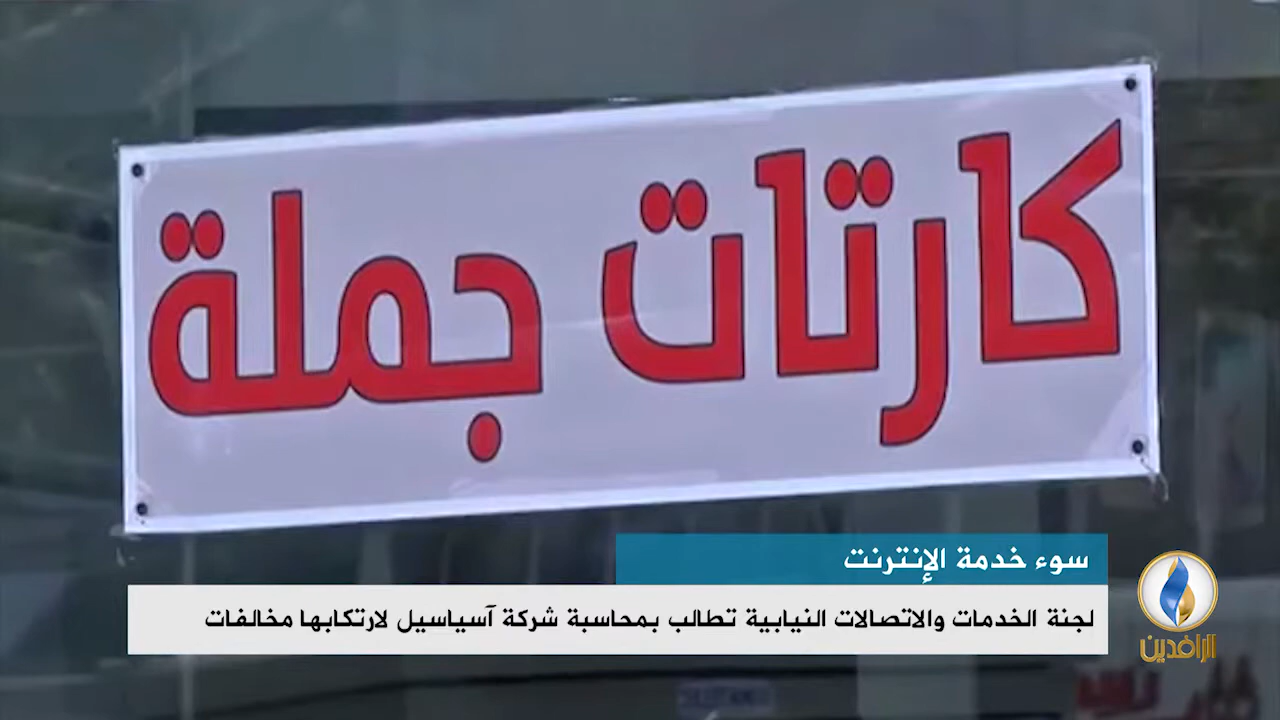 كارتات جملة
سوء خدمة الإنترنت
لجنة الخدمات والاتصالات النيابية تطالب بمحاسبة شركة آسياسيل لارتكابها مخالفات
الرافدين